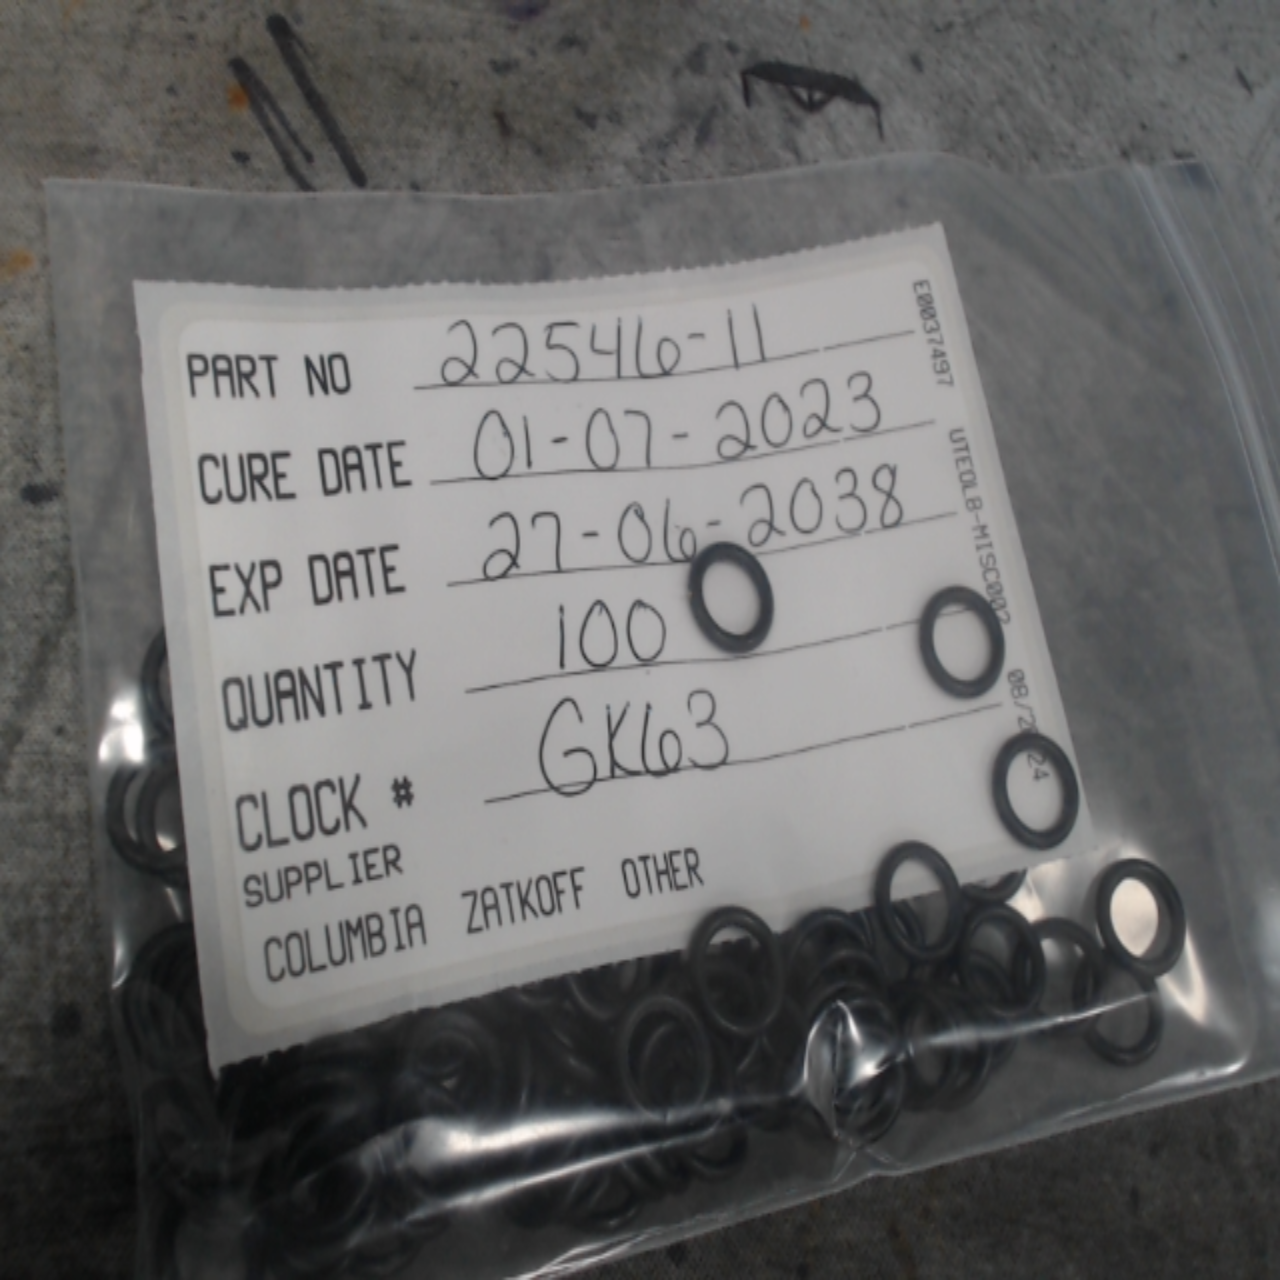 PART NO 22546-11
CURE DATE 01-07-2023
EXP DATE 27-06-2038
QUANTITY 100
CLOCK # GK63
SUPPLIER
COLUMBIA ZATKOFF OTHER
E0037497
UTEOLB-MISC002